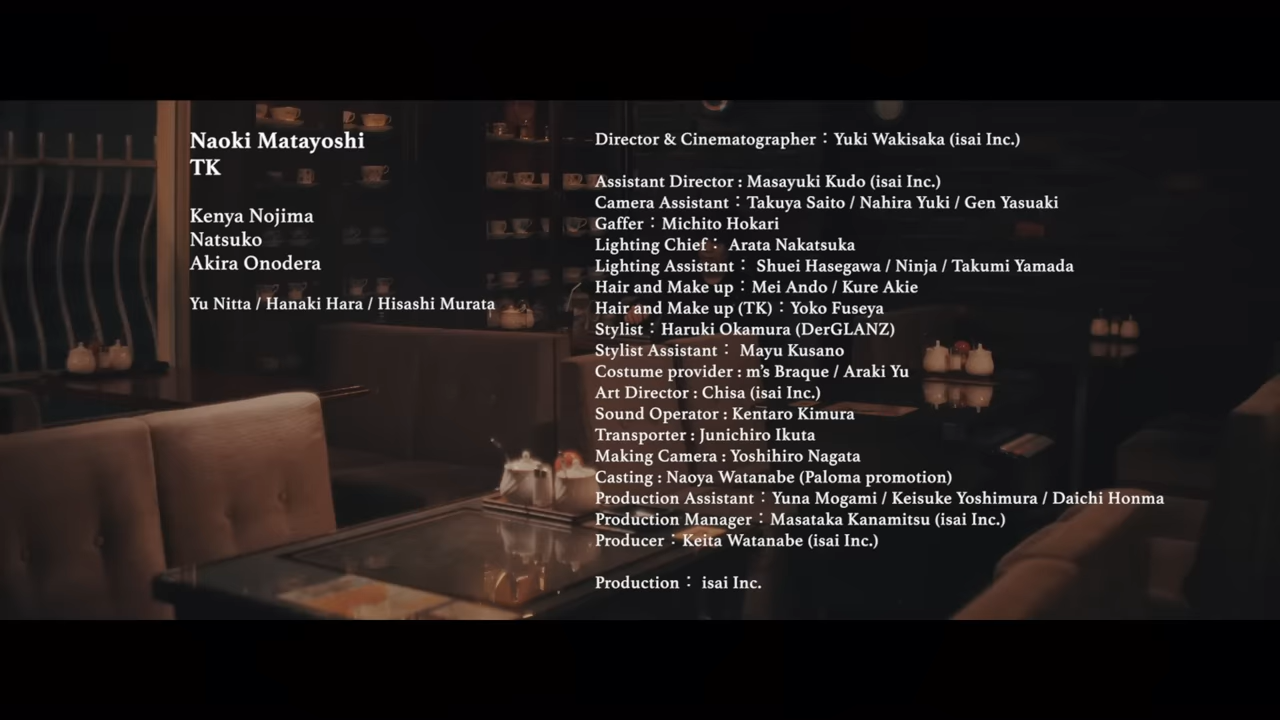 Naoki Matayoshi
TK
Kenya Nojima
Natsuko
Akira Onodera
Yu Nitta / Hanaki Hara / Hisashi Murata
Director & Cinematographer：Yuki Wakisaka (isai Inc.)
Assistant Director : Masayuki Kudo (isai Inc.)
Camera Assistant：Takuya Saito / Nahira Yuki / Gen Yasuaki
Gaffer：Michito Hokari
Lighting Chief： Arata Nakatsuka
Lighting Assistant： Shuei Hasegawa / Ninja / Takumi Yamada
Hair and Make up：Mei Ando / Kure Akie
Hair and Make up (TK)：Yoko Fuseya
Stylist：Haruki Okamura (DerGLANZ)
Stylist Assistant： Mayu Kusano
Costume provider : m’s Braque / Araki Yu
Art Director : Chisa (isai Inc.)
Sound Operator : Kentaro Kimura
Transporter : Junichiro Ikuta
Making Camera : Yoshihiro Nagata
Casting : Naoya Watanabe (Paloma promotion)
Production Assistant：Yuna Mogami / Keisuke Yoshimura / Daichi Honma
Production Manager：Masataka Kanamitsu (isai Inc.)
Producer：Keita Watanabe (isai Inc.)
Production： isai Inc.